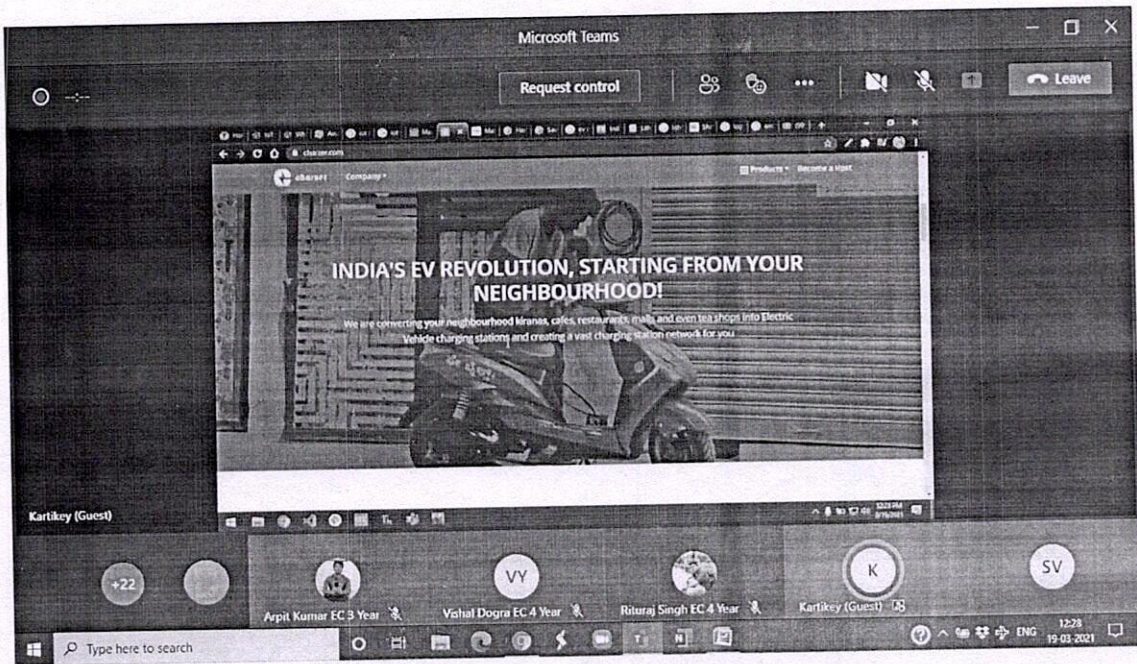 Microsoft Teams
Request control
Leave
charzer.com
charzer Company
Products Become a Host
INDIA'S EV REVOLUTION, STARTING FROM YOUR
NEIGHBOURHOOD!
We are converting your neighbourhood kiranas, cafes, restaurants, malls and even tea shops into Electric
Vehicle charging stations and creating a vast charging station network for you
Kartikey (Guest)
+22
VY
K
SV
Arpit Kumar EC 3 Year
Vishal Dogra EC 4 Year
Rituraj Singh EC 4 Year
Kartikey (Guest)
Type here to search
ENG
12:28
19-03-2021